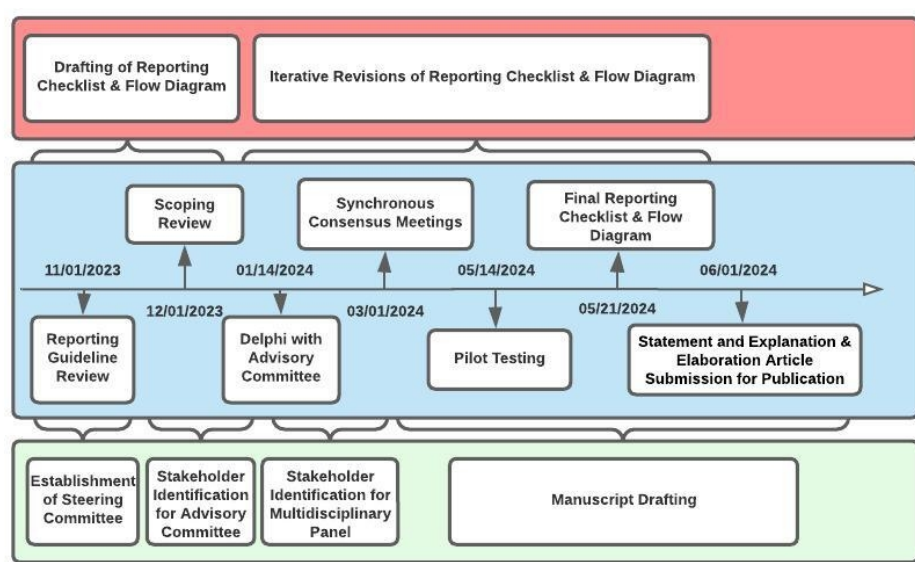 Drafting of Reporting
Checklist & Flow Diagram
Iterative Revisions of Reporting Checklist & Flow Diagram
Scoping
Review
Synchronous
Consensus Meetings
Final Reporting
Checklist & Flow
Diagram
11/01/2023
01/14/2024
05/14/2024
06/01/2024
12/01/2023
03/01/2024
05/21/2024
Reporting
Guideline
Review
Delphi with
Advisory
Committee
Pilot Testing
Statement and Explanation &
Elaboration Article
Submission for Publication
Establishment
of Steering
Committee
Stakeholder
Identification
for Advisory
Committee
Stakeholder
Identification for
Multidisciplinary
Panel
Manuscript Drafting